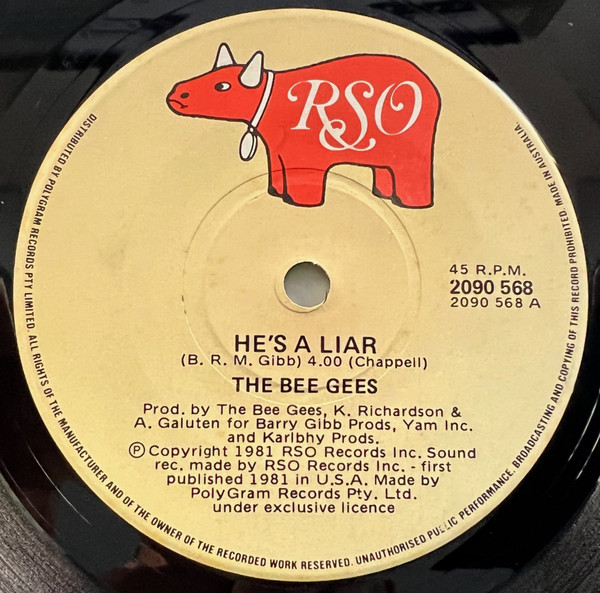 RSO
45 R.P.M.
2090 568
2090 568 A
HE'S A LIAR
(B. R. M. Gibb) 4.00 (Chappell)
THE BEE GEES
Prod. by The Bee Gees, K. Richardson &
A. Galuten for Barry Gibb Prods, Yam Inc.
and Karlbhy Prods.
Ⓟ Copyright 1981 RSO Records Inc. Sound
rec. made by RSO Records Inc. - first
published 1981 in U.S.A. Made by
PolyGram Records Pty. Ltd.
under exclusive licence
DISTRIBUTED BY POLYGRAM RECORDS PTY LIMITED. ALL RIGHTS OF THE MANUFACTURER AND OF THE OWNER OF THE RECORDED WORK RESERVED. UNAUTHORISED PUBLIC PERFORMANCE, BROADCASTING AND COPYING OF THIS RECORD PROHIBITED. MADE IN AUSTRALIA.